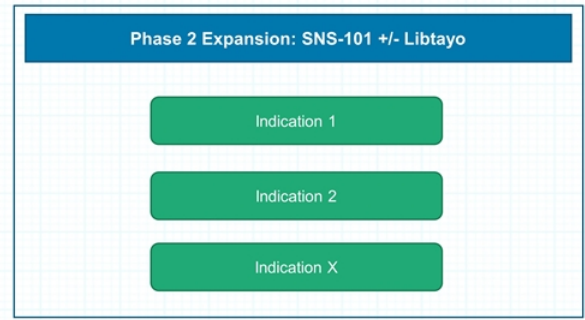 Phase 2 Expansion: SNS-101 +/- Libtayo
Indication 1
Indication 2
Indication X